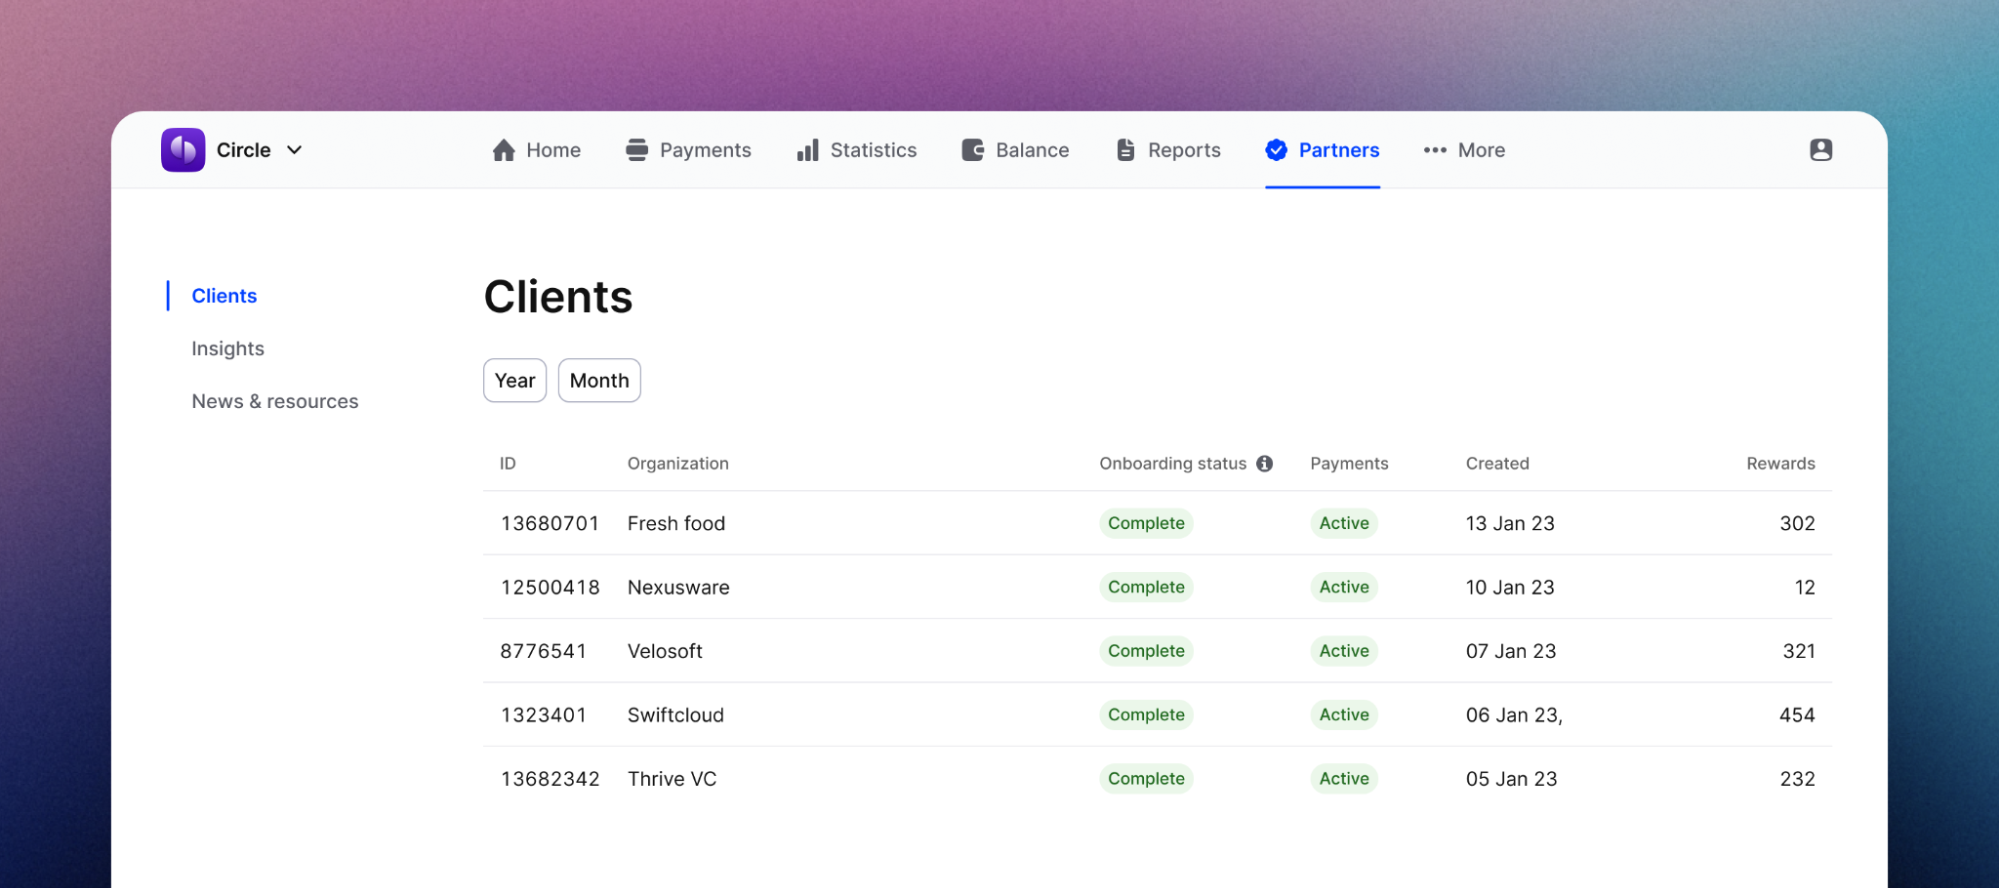 Circle Home Payments Statistics Balance Reports Partners More
Clients
Insights
News & resources
Clients
Year Month
ID Organization Onboarding status Payments Created Rewards
13680701 Fresh food Complete Active 13 Jan 23 302
12500418 Nexusware Complete Active 10 Jan 23 12
8776541 Velosoft Complete Active 07 Jan 23 321
1323401 Swiftcloud Complete Active 06 Jan 23, 454
13682342 Thrive VC Complete Active 05 Jan 23 232